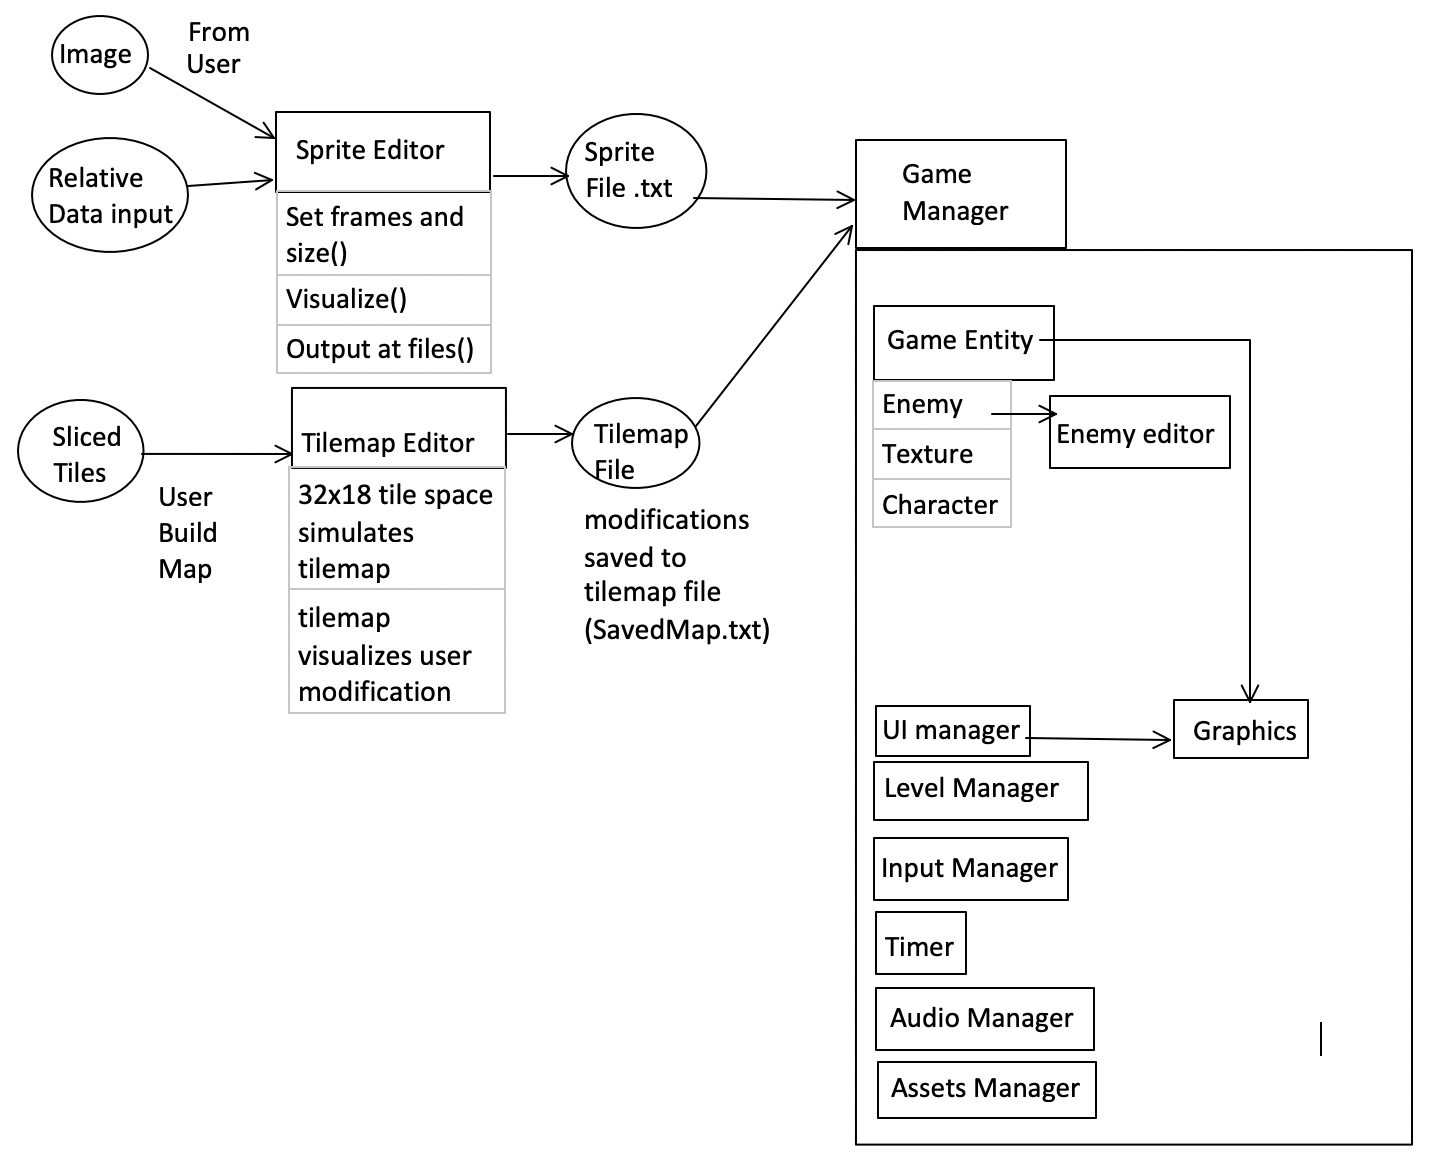 Image
From
User
Relative
Data input
Sprite Editor
Set frames and
size()
Visualize()
Output at files()
Sprite
File .txt
Sliced
Tiles
User
Build
Map
Tilemap Editor
32x18 tile space
simulates
tilemap
tilemap
visualizes user
modification
Tilemap
File
modifications
saved to
tilemap file
(SavedMap.txt)
Game
Manager
Game Entity
Enemy
Texture
Character
Enemy editor
UI manager
Graphics
Level Manager
Input Manager
Timer
Audio Manager
Assets Manager